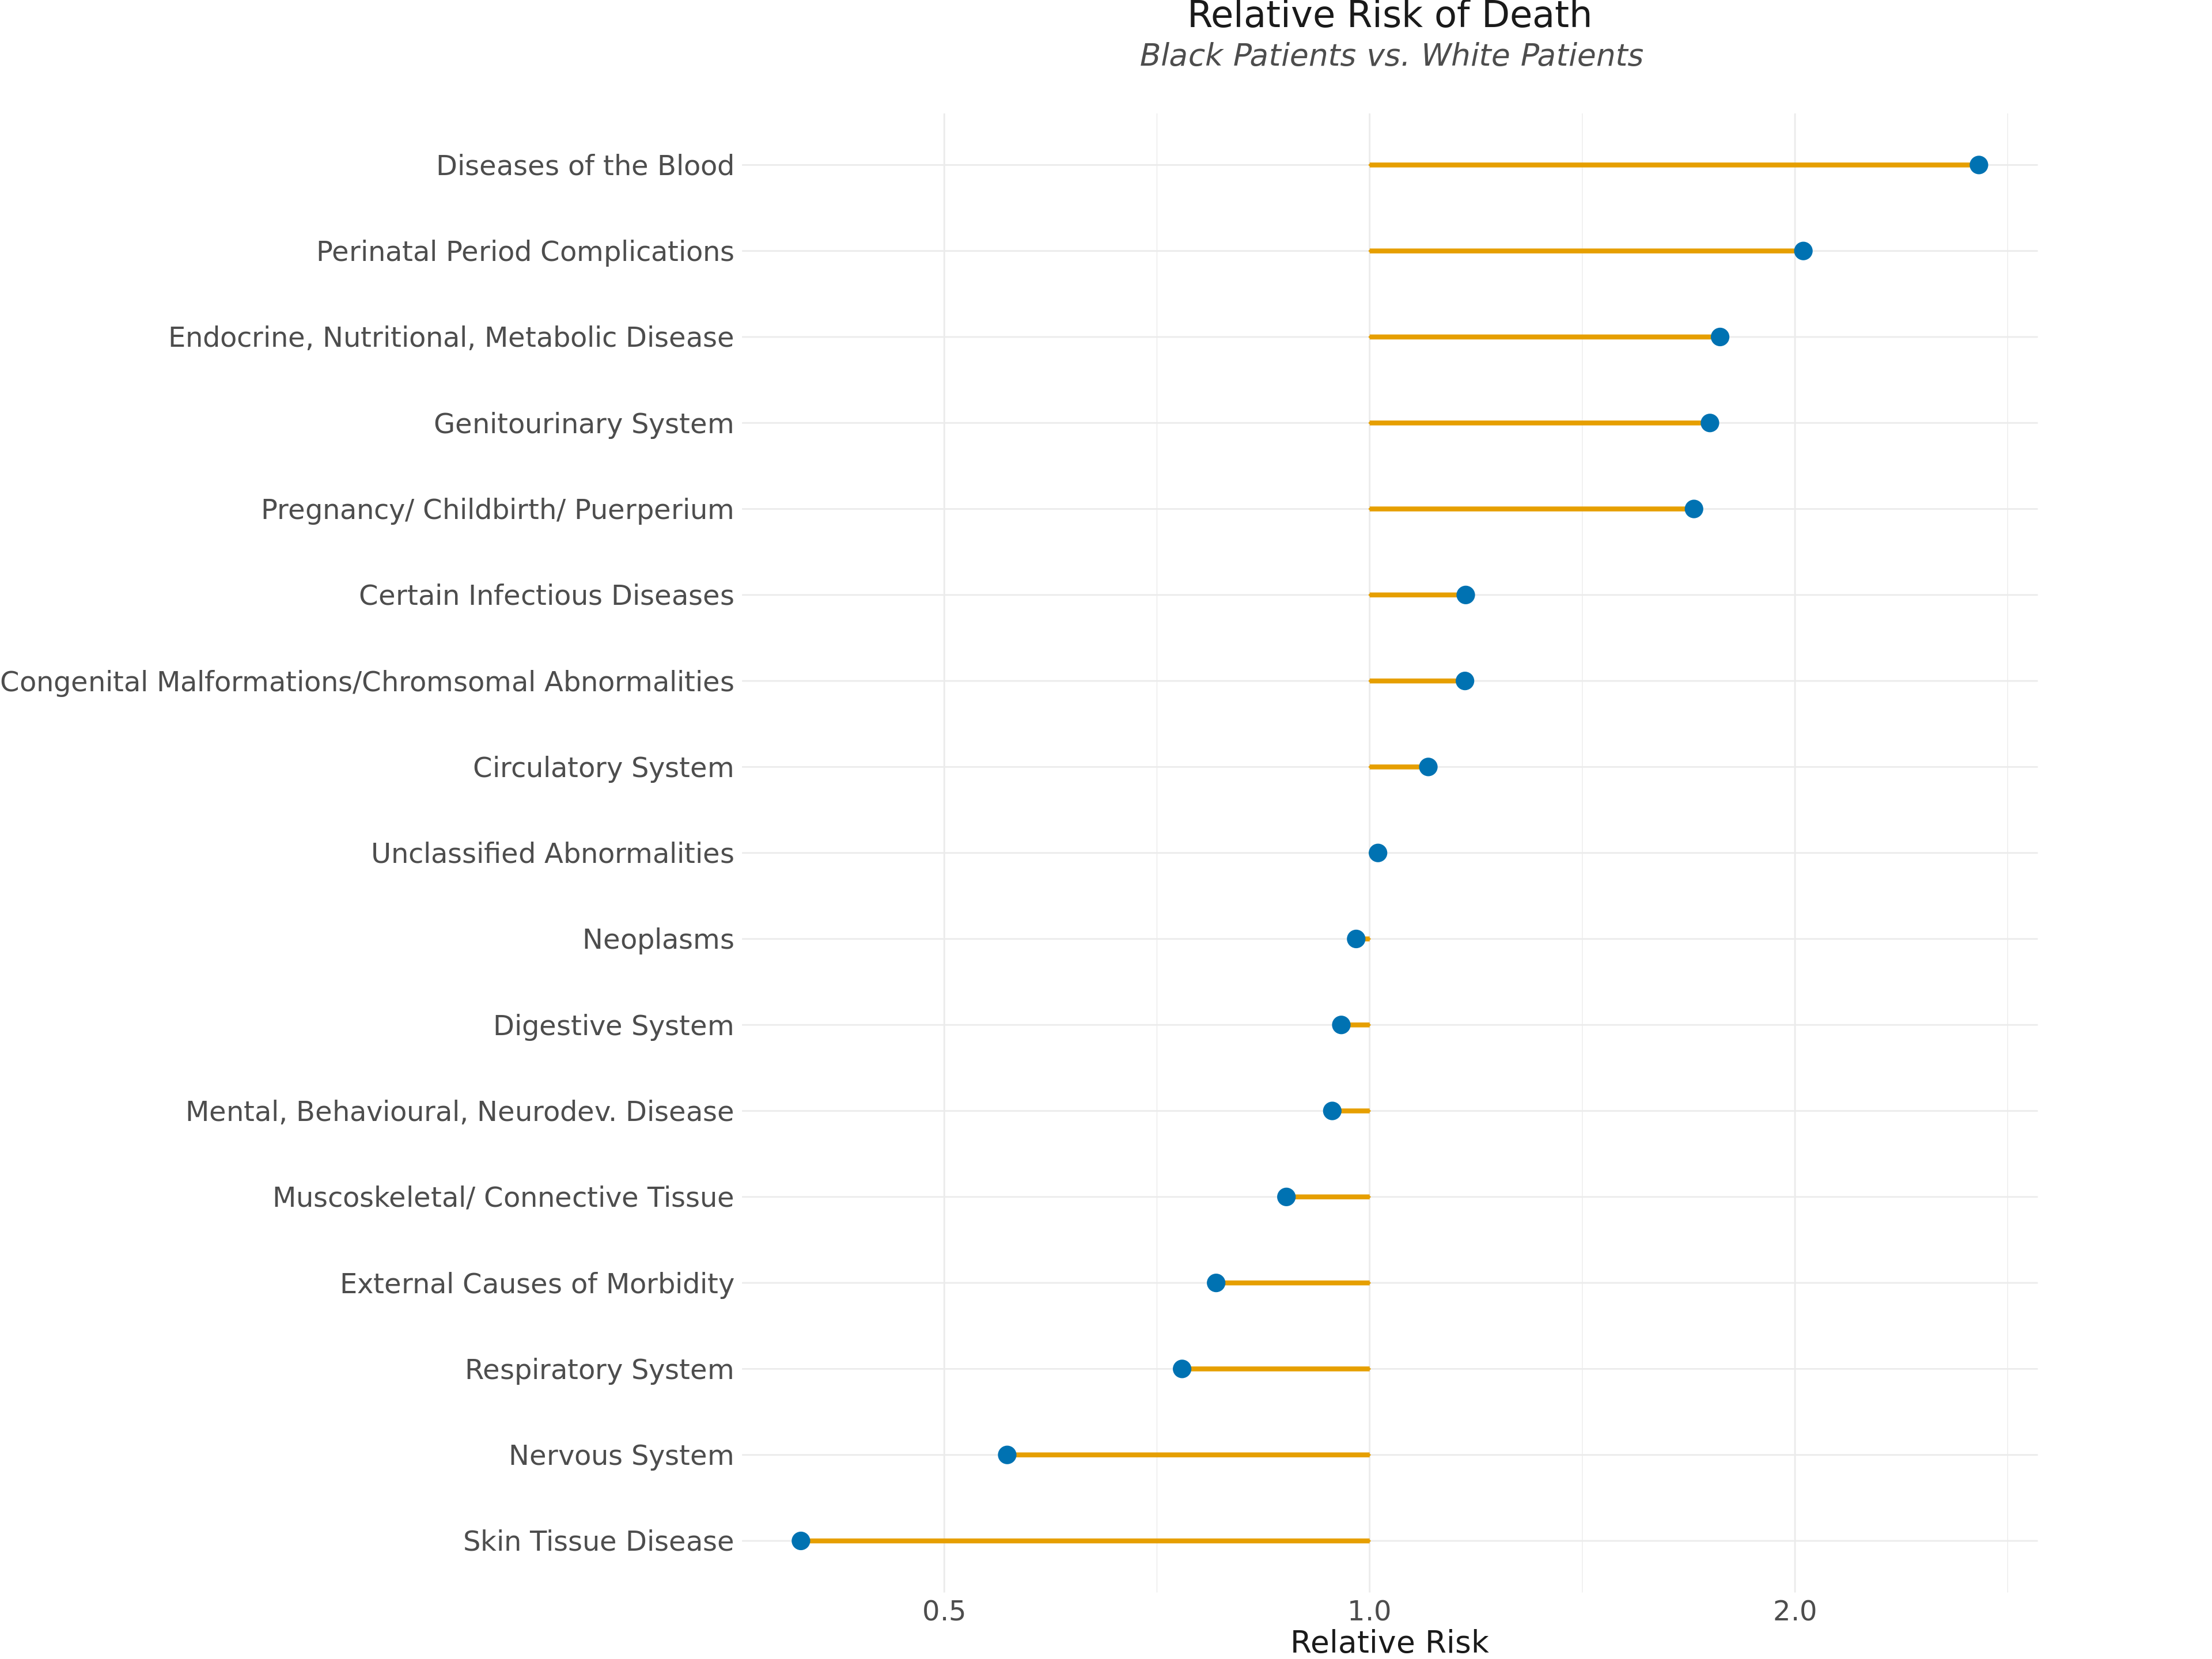 Relative Risk of Death
Black Patients vs. White Patients
Diseases of the Blood
Perinatal Period Complications
Endocrine, Nutritional, Metabolic Disease
Genitourinary System
Pregnancy/ Childbirth/ Puerperium
Certain Infectious Diseases
Congenital Malformations/Chromsomal Abnormalities
Circulatory System
Unclassified Abnormalities
Neoplasms
Digestive System
Mental, Behavioural, Neurodev. Disease
Muscoskeletal/ Connective Tissue
External Causes of Morbidity
Respiratory System
Nervous System
Skin Tissue Disease
0.5 1.0 2.0
Relative Risk